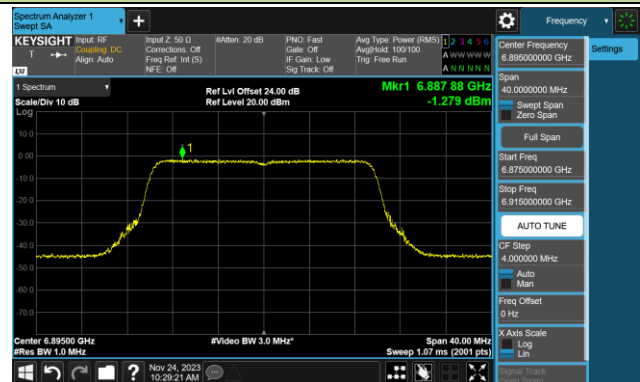 Spectrum Analyzer 1
Swept SA
+
Frequency
KEYSIGHT
Input: RF
Coupling: DC
Align: Auto
Input Z: 50 Ω
Corrections: Off
Freq Ref: Int (S)
NFE: Off
#Atten: 20 dB
PNO: Fast
Gate: Off
IF Gain: Low
Sig Track: Off
Avg Type: Power (RMS)
Avg|Hold: 100/100
Trig: Free Run
1 2 3 4 5 6
A W W W W W
A N N N N N
LXI
1 Spectrum
Scale/Div 10 dB
Log
Ref Lvl Offset 24.00 dB
Ref Level 20.00 dBm
Mkr1 6.887 88 GHz
-1.279 dBm
10.0
0.00
-10.0
-20.0
-30.0
-40.0
-50.0
-60.0
-70.0
1
Center 6.89500 GHz
#Res BW 1.0 MHz
#Video BW 3.0 MHz*
Span 40.00 MHz
Sweep 1.07 ms (2001 pts)
Center Frequency
6.895000000 GHz
Settings
Span
40.0000000 MHz
Swept Span
Zero Span
Full Span
Start Freq
6.875000000 GHz
Stop Freq
6.915000000 GHz
AUTO TUNE
CF Step
4.000000 MHz
Auto
Man
Freq Offset
0 Hz
X Axis Scale
Log
Lin
Signal Track
(Span Zoom)
?
Nov 24, 2023
10:29:21 AM